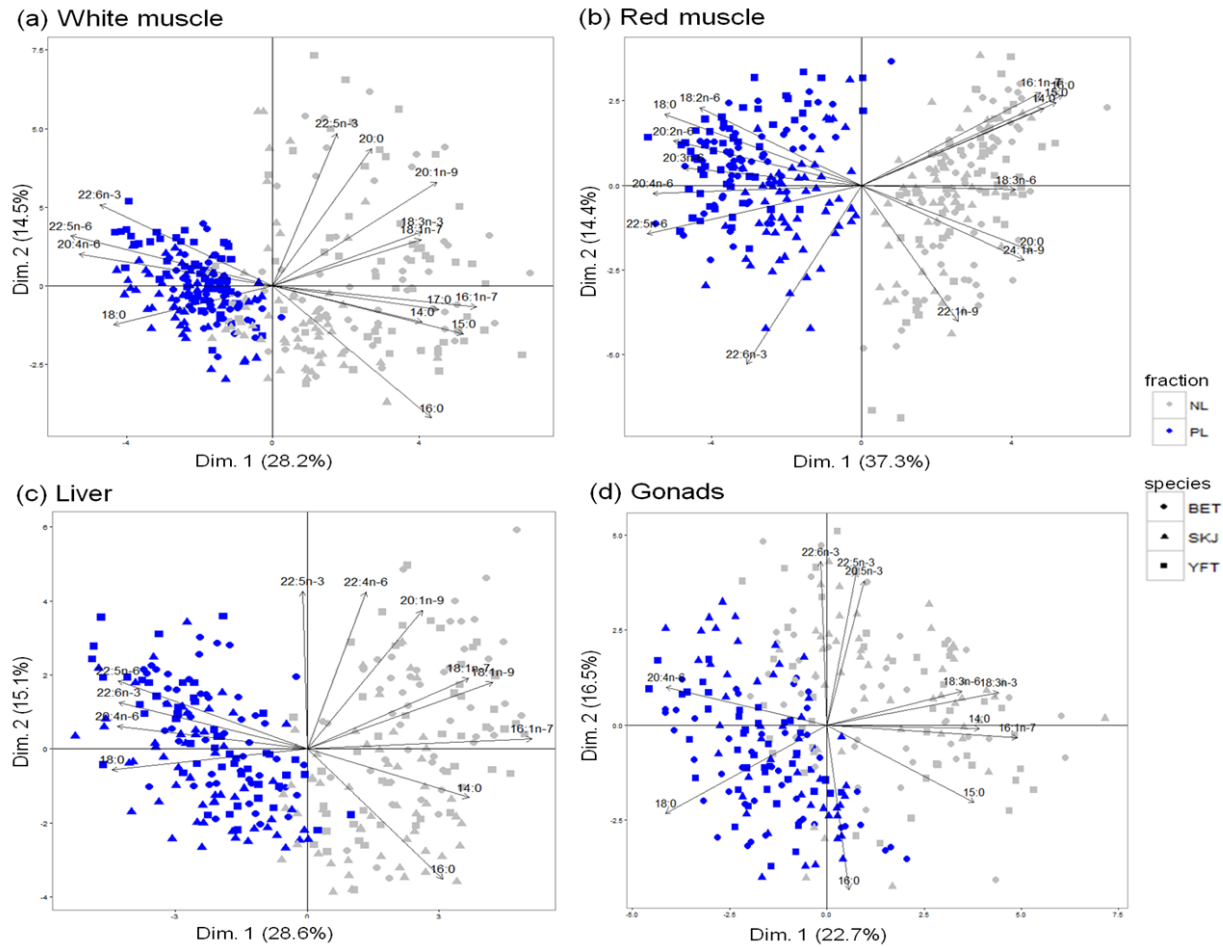 (a) White muscle
7.5
5.0
2.5
0
-2.5
Dim. 2 (14.5%)
22:5n-3
20:0
20:1n-9
22:6n-3
18:3n-3
18:1n-7
22:5n-6
20:4n-6
18:0
17:0
16:1n-7
14:0
15:0
16:0
-4
0
4
Dim. 1 (28.2%)
(b) Red muscle
2.5
0.0
-2.5
-5.0
Dim. 2 (14.4%)
16:1n-7
16:0
15:0
14:0
18:2n-6
18:0
20:2n-6
20:3n-6
18:3n-6
20:4n-6
22:5n-6
20:0
24:1n-9
22:1n-9
22:6n-3
-4
0
4
Dim. 1 (37.3%)
fraction
NL
PL
species
BET
SKJ
YFT
(c) Liver
6
4
2
0
-2
-4
Dim. 2 (15.1%)
22:5n-3
22:4n-6
20:1n-9
22:5n-6
18:1n-7
18:1n-9
22:6n-3
20:4n-6
16:1n-7
18:0
14:0
16:0
-3
0
3
Dim. 1 (28.6%)
(d) Gonads
5.0
2.5
0.0
-2.5
Dim. 2 (16.5%)
22:6n-3
22:5n-3
20:5n-3
20:4n-6
18:3n-6
18:3n-3
14:0
16:1n-7
15:0
18:0
16:0
-5.0
-2.5
0.0
2.5
5.0
7.5
Dim. 1 (22.7%)